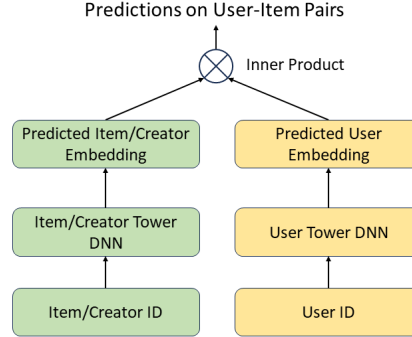 Predictions on User-Item Pairs
Inner Product
Predicted Item/Creator
Embedding
Predicted User
Embedding
Item/Creator Tower
DNN
User Tower DNN
Item/Creator ID
User ID